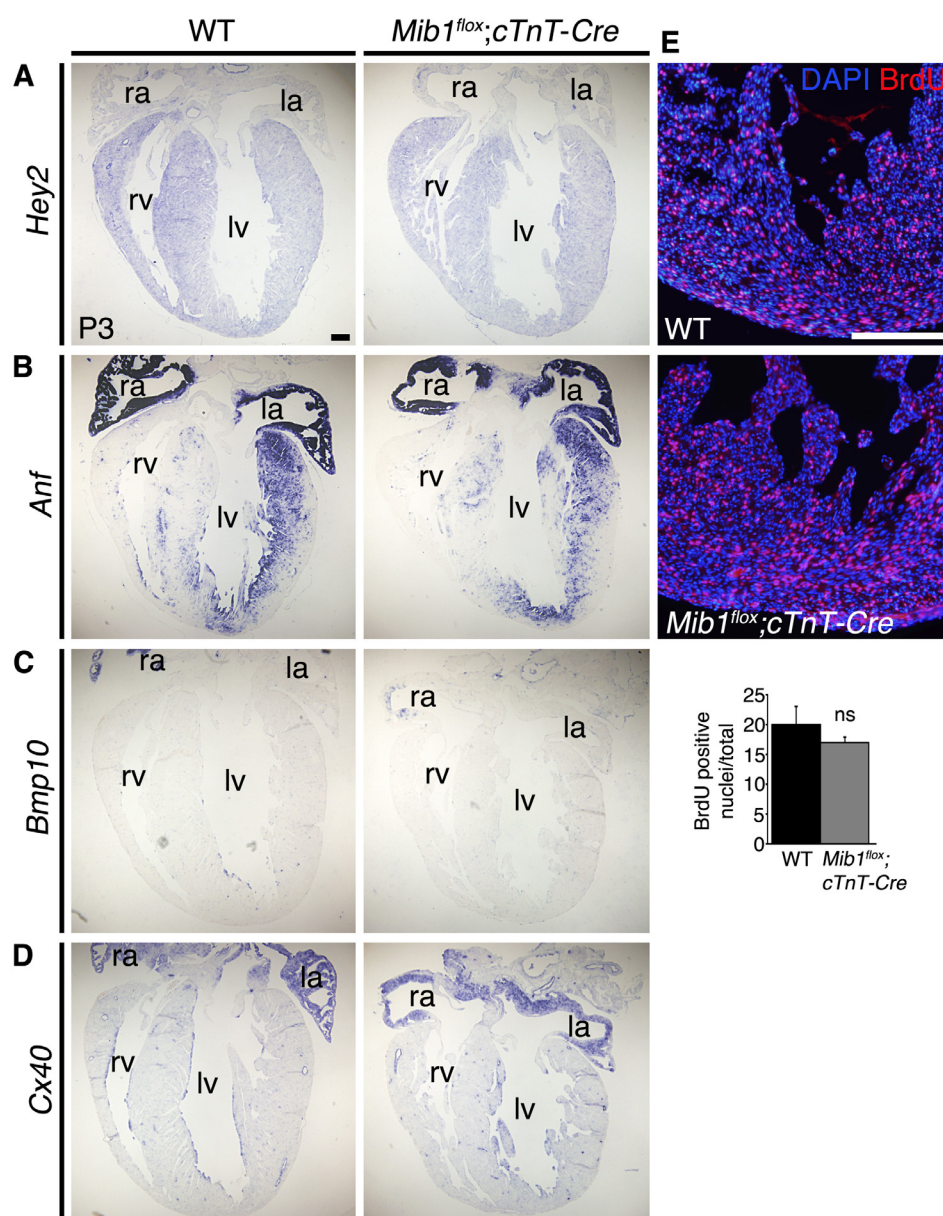 WT
Mib1flox;cTnT-Cre
A
Hey2
ra
la
rv
lv
P3
ra
la
rv
lv
B
Anf
ra
la
rv
lv
ra
la
rv
lv
C
Bmp10
ra
la
rv
lv
ra
la
rv
lv
D
Cx40
ra
la
rv
lv
ra
la
rv
lv
E
DAPI BrdU
WT
Mib1flox;cTnT-Cre
BrdU positive
nuclei/total
25
20
15
10
5
0
ns
WT
Mib1flox;
cTnT-Cre